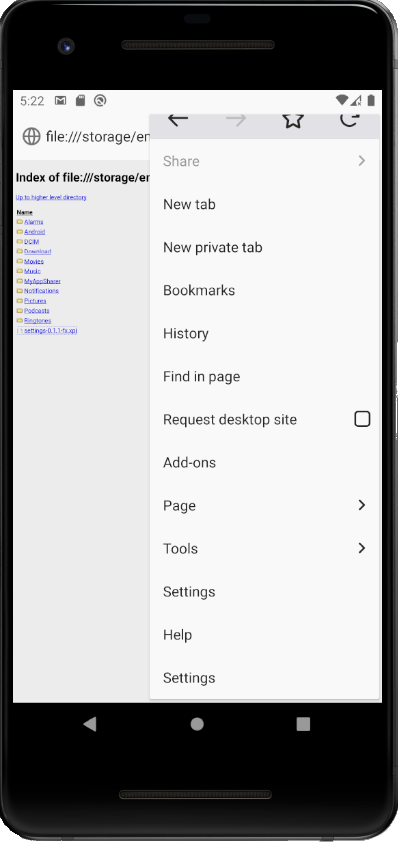 5:22
file:///storage/en
Index of file:///storage/en
Up to higher level directory
Name
Alarms
Android
DCIM
Download
Movies
Music
MyAppSharer
Notifications
Pictures
Podcasts
Ringtones
settings-0.1.1-fx.xpi
Share
New tab
New private tab
Bookmarks
History
Find in page
Request desktop site
Add-ons
Page
Tools
Settings
Help
Settings